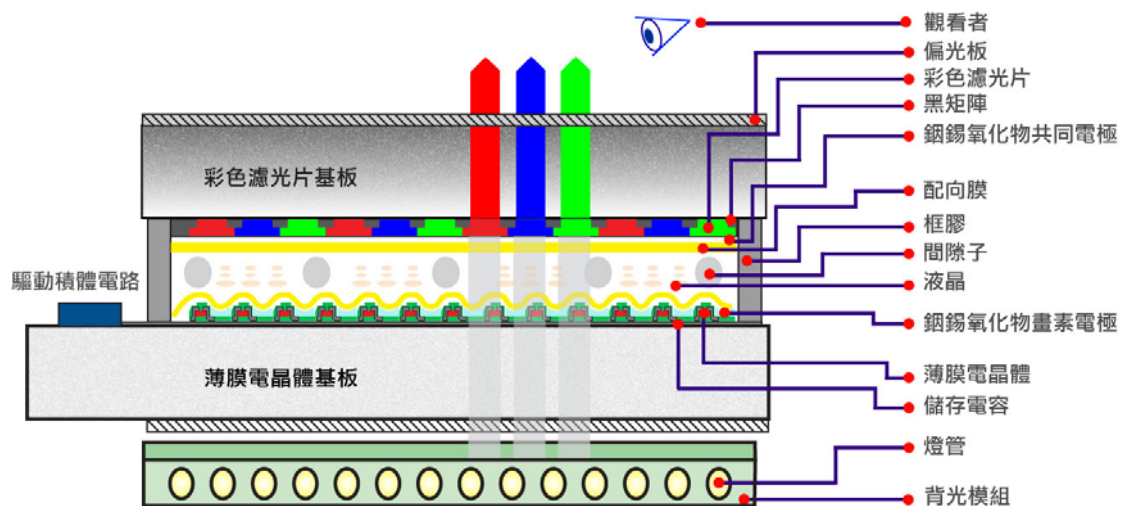 觀看者
偏光板
彩色濾光片
黑矩陣
銦錫氧化物共同電極
彩色濾光片基板
配向膜
框膠
間隙子
驅動積體電路
液晶
銦錫氧化物畫素電極
薄膜電晶體基板
薄膜電晶體
儲存電容
燈管
背光模組